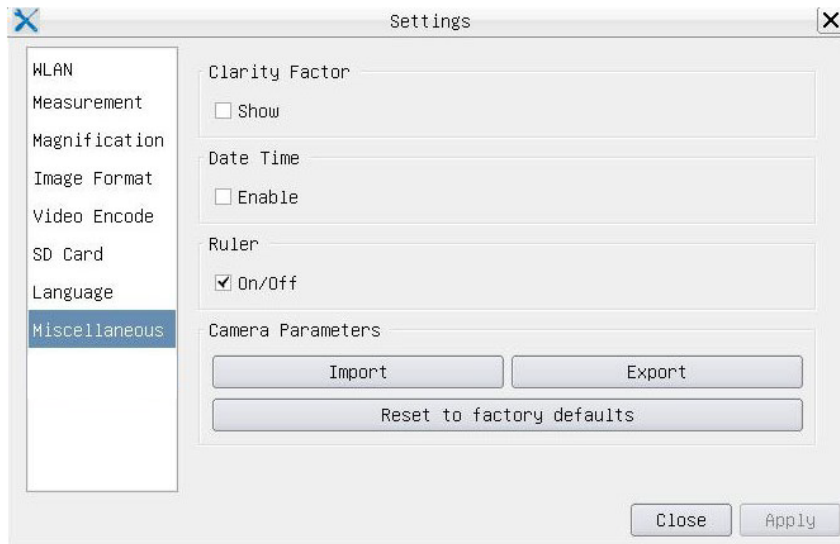 Settings
WLAN
Measurement
Magnification
Image Format
Video Encode
SD Card
Language
Miscellaneous
Clarity Factor
Show
Date Time
Enable
Ruler
On/Off
Camera Parameters
Import Export
Reset to factory defaults
Close Apply